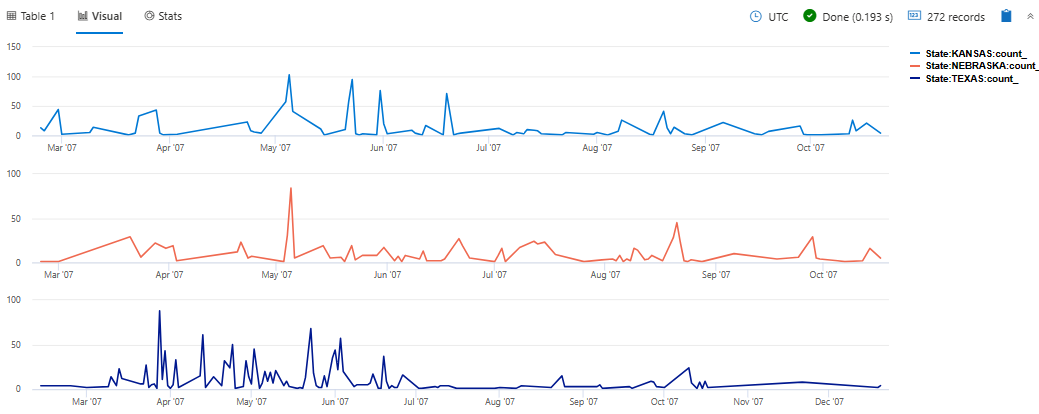 Table 1 Visual Stats UTC Done (0.193 s) 123 272 records
150
State:KANSAS:count_
State:NEBRASKA:count_
State:TEXAS:count_
100
50
0
Mar '07 Apr '07 May '07 Jun '07 Jul '07 Aug '07 Sep '07 Oct '07
100
50
0
Mar '07 Apr '07 May '07 Jun '07 Jul '07 Aug '07 Sep '07 Oct '07
100
50
0
Mar '07 Apr '07 May '07 Jun '07 Jul '07 Aug '07 Sep '07 Oct '07 Nov '07 Dec '07